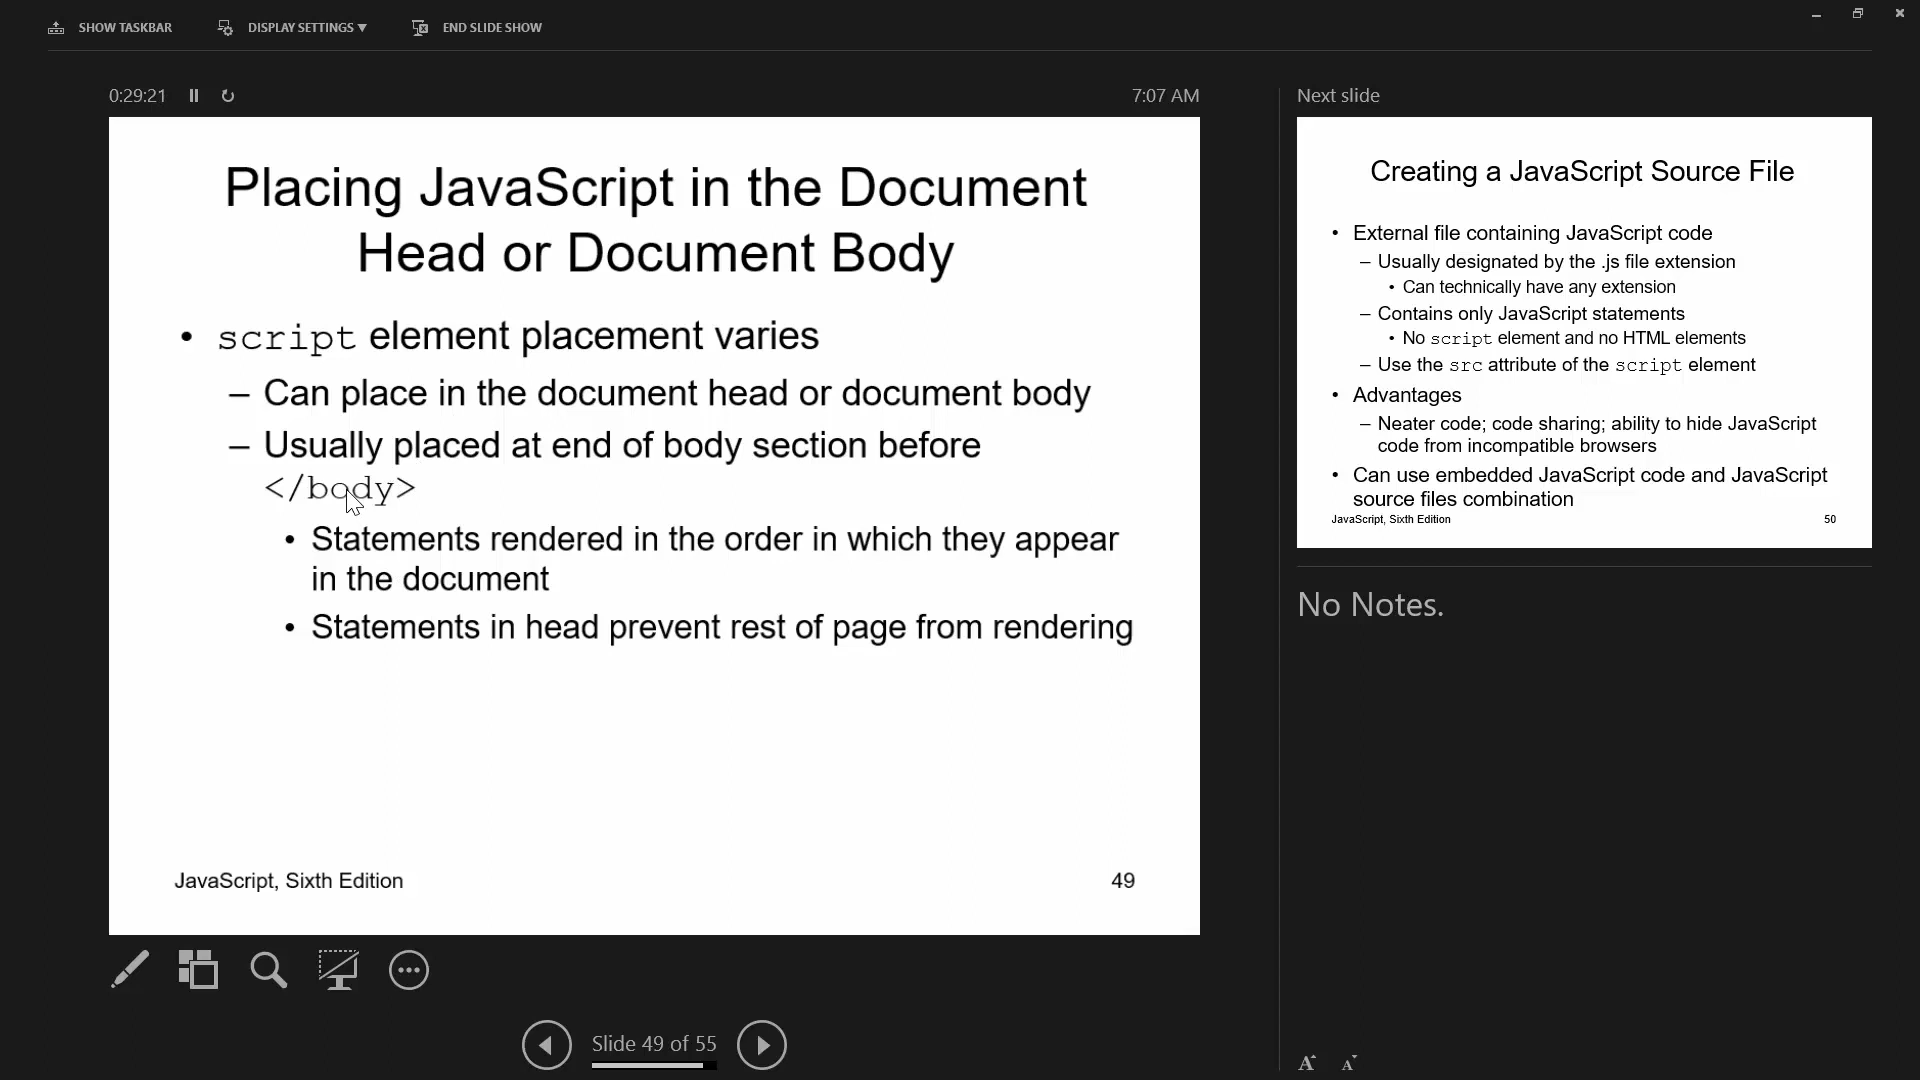 SHOW TASKBAR
DISPLAY SETTINGS ▼
END SLIDE SHOW
0:29:21
7:07 AM
Placing JavaScript in the Document
Head or Document Body
• script element placement varies
– Can place in the document head or document body
– Usually placed at end of body section before
</body>
• Statements rendered in the order in which they appear
in the document
• Statements in head prevent rest of page from rendering
JavaScript, Sixth Edition
49
Slide 49 of 55
Next slide
Creating a JavaScript Source File
• External file containing JavaScript code
– Usually designated by the .js file extension
• Can technically have any extension
– Contains only JavaScript statements
• No script element and no HTML elements
– Use the src attribute of the script element
• Advantages
– Neater code; code sharing; ability to hide JavaScript
code from incompatible browsers
• Can use embedded JavaScript code and JavaScript
source files combination
JavaScript, Sixth Edition
50
No Notes.
A A